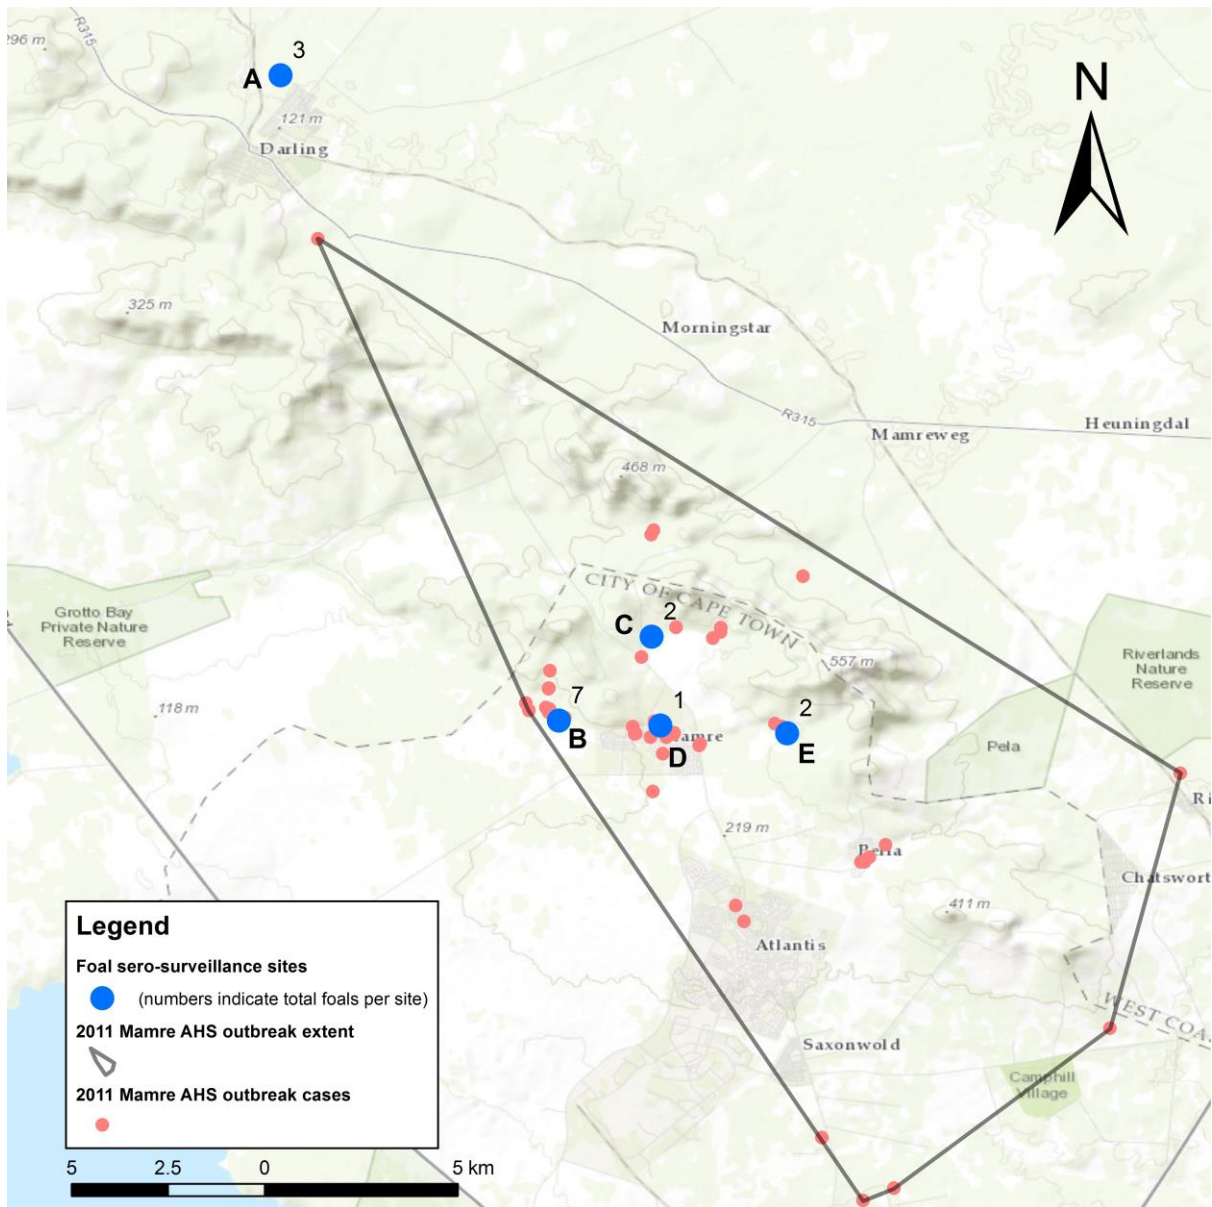 296 m
R315
3
A
N
121 m
Darling
325 m
Morningstar
R315
Mamreweg
Heuningdal
468 m
CITY OF CAPE TOWN
Grotto Bay
Private Nature
Reserve
2
C
Riverlands
Nature
Reserve
557 m
118 m
7
B
1
amre
D
2
E
Pela
Ri
219 m
Pella
Chatswort
411 m
Atlantis
WEST COA
Saxonwold
Camphill
Village
Legend
Foal sero-surveillance sites
(numbers indicate total foals per site)
2011 Mamre AHS outbreak extent
2011 Mamre AHS outbreak cases
5 2.5 0 5 km